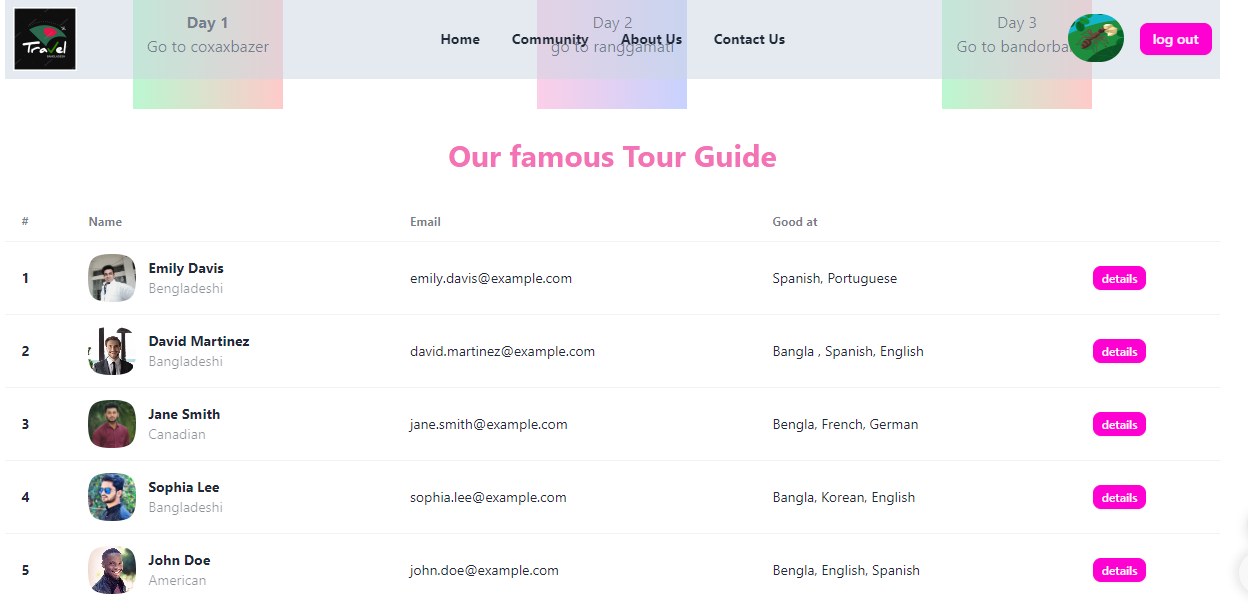 Day 1
Day 2
Day 3
Go to coxaxbazer
go to ranggamati
Go to bandorba
Travel
BANGLADESH
Home
Community
About Us
Contact Us
log out
Our famous Tour Guide
# Name Email Good at
1 Emily Davis emily.davis@example.com Spanish, Portuguese details
Bengladeshi
2 David Martinez david.martinez@example.com Bangla , Spanish, English details
Bangladeshi
3 Jane Smith jane.smith@example.com Bengla, French, German details
Canadian
4 Sophia Lee sophia.lee@example.com Bangla, Korean, English details
Bangladeshi
5 John Doe john.doe@example.com Bengla, English, Spanish details
American